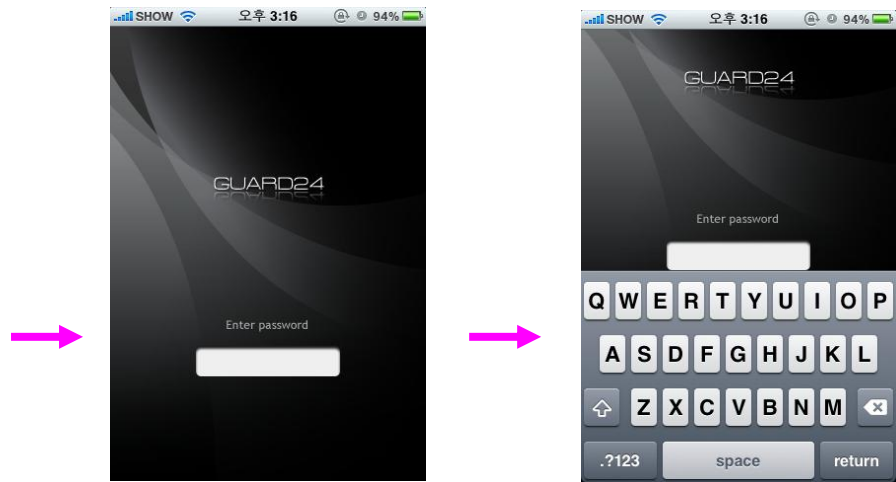 SHOW 오후 3:16 94%
GUARD24
Enter password
SHOW 오후 3:16 94%
GUARD24
Enter password
Q W E R T Y U I O P
A S D F G H J K L
Z X C V B N M
.?123 space return